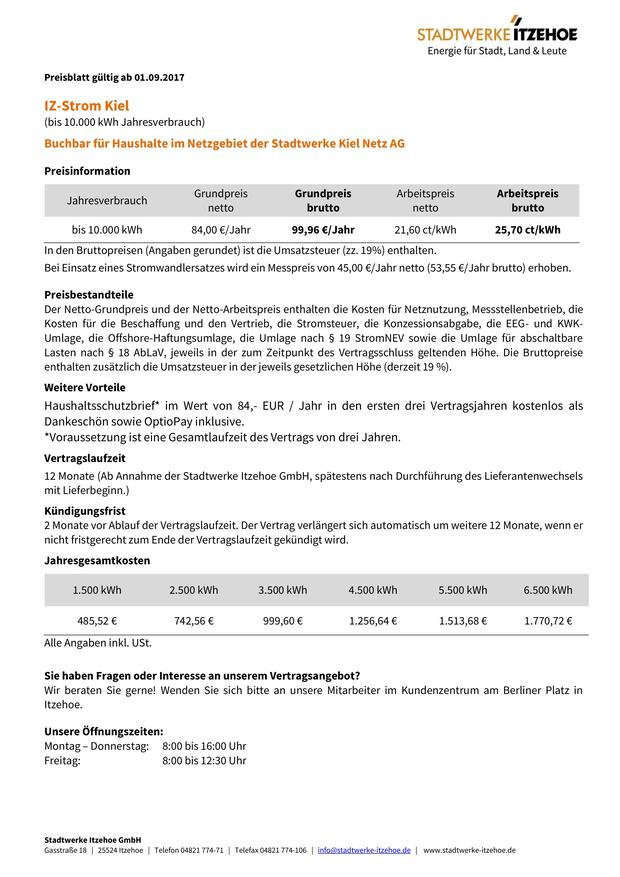 STADTWERKE ITZEHOE
Energie für Stadt, Land & Leute
Preisblatt gültig ab 01.09.2017
IZ-Strom Kiel
(bis 10.000 kWh Jahresverbrauch)
Buchbar für Haushalte im Netzgebiet der Stadtwerke Kiel Netz AG
Preisinformation
Jahresverbrauch Grundpreis netto Grundpreis brutto Arbeitspreis netto Arbeitspreis brutto
bis 10.000 kWh 84,00 €/Jahr 99,96 €/Jahr 21,60 ct/kWh 25,70 ct/kWh
In den Bruttopreisen (Angaben gerundet) ist die Umsatzsteuer (zz. 19%) enthalten.
Bei Einsatz eines Stromwandlersatzes wird ein Messpreis von 45,00 €/Jahr netto (53,55 €/Jahr brutto) erhoben.
Preisbestandteile
Der Netto-Grundpreis und der Netto-Arbeitspreis enthalten die Kosten für Netznutzung, Messstellenbetrieb, die
Kosten für die Beschaffung und den Vertrieb, die Stromsteuer, die Konzessionsabgabe, die EEG- und KWK-
Umlage, die Offshore-Haftungsumlage, die Umlage nach § 19 StromNEV sowie die Umlage für abschaltbare
Lasten nach § 18 AbLaV, jeweils in der zum Zeitpunkt des Vertragsschluss geltenden Höhe. Die Bruttopreise
enthalten zusätzlich die Umsatzsteuer in der jeweils gesetzlichen Höhe (derzeit 19 %).
Weitere Vorteile
Haushaltsschutzbrief* im Wert von 84,- EUR / Jahr in den ersten drei Vertragsjahren kostenlos als
Dankeschön sowie OptioPay inklusive.
*Voraussetzung ist eine Gesamtlaufzeit des Vertrags von drei Jahren.
Vertragslaufzeit
12 Monate (Ab Annahme der Stadtwerke Itzehoe GmbH, spätestens nach Durchführung des Lieferantenwechsels
mit Lieferbeginn.)
Kündigungsfrist
2 Monate vor Ablauf der Vertragslaufzeit. Der Vertrag verlängert sich automatisch um weitere 12 Monate, wenn er
nicht fristgerecht zum Ende der Vertragslaufzeit gekündigt wird.
Jahresgesamtkosten
1.500 kWh 2.500 kWh 3.500 kWh 4.500 kWh 5.500 kWh 6.500 kWh
485,52 € 742,56 € 999,60 € 1.256,64 € 1.513,68 € 1.770,72 €
Alle Angaben inkl. USt.
Sie haben Fragen oder Interesse an unserem Vertragsangebot?
Wir beraten Sie gerne! Wenden Sie sich bitte an unsere Mitarbeiter im Kundenzentrum am Berliner Platz in
Itzehoe.
Unsere Öffnungszeiten:
Montag – Donnerstag: 8:00 bis 16:00 Uhr
Freitag: 8:00 bis 12:30 Uhr
Stadtwerke Itzehoe GmbH
Gasstraße 18 | 25524 Itzehoe | Telefon 04821 774-71 | Telefax 04821 774-106 | info@stadtwerke-itzehoe.de | www.stadtwerke-itzehoe.de